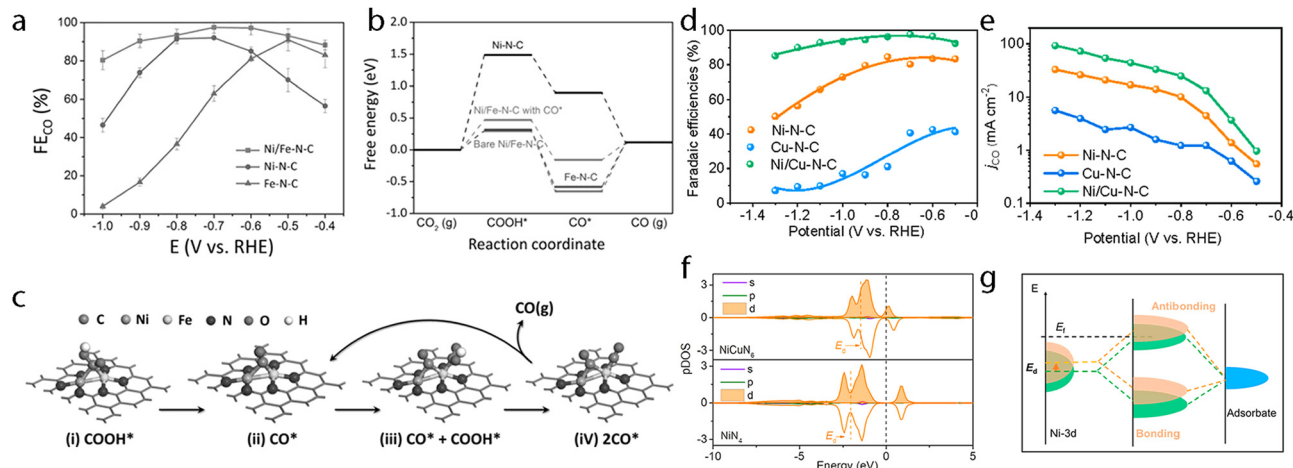 a
FE_CO (%)
100
80
60
40
20
0
Ni/Fe-N-C
Ni-N-C
Fe-N-C
-1.0 -0.9 -0.8 -0.7 -0.6 -0.5 -0.4
E (V vs. RHE)
b
Free energy (eV)
2.0
1.5
1.0
0.5
0.0
-0.5
-1.0
Ni-N-C
Ni/Fe-N-C with CO*
Bare Ni/Fe-N-C
Fe-N-C
CO₂ (g) COOH* CO* CO (g)
Reaction coordinate
c
C Ni Fe N O H
CO(g)
(i) COOH* (ii) CO* (iii) CO* + COOH* (iV) 2CO*
d
Faradaic efficiencies (%)
100
80
60
40
20
0
Ni-N-C
Cu-N-C
Ni/Cu-N-C
-1.4 -1.2 -1.0 -0.8 -0.6 -0.
Potential (V vs. RHE)
e
j_CO (mA cm⁻²)
100
10
1
0.1
Ni-N-C
Cu-N-C
Ni/Cu-N-C
-1.4 -1.2 -1.0 -0.8 -0.6 -0.4
Potential (V vs. RHE)
f
pDOS
s
p
d
3
0
-3
NiCuN₆
s
p
d
3
0
-3
NiN₄
-10 -5 0 5
Energy (eV)
g
E
E_f
E_d
Antibonding
Bonding
Ni-3d
Adsorbate